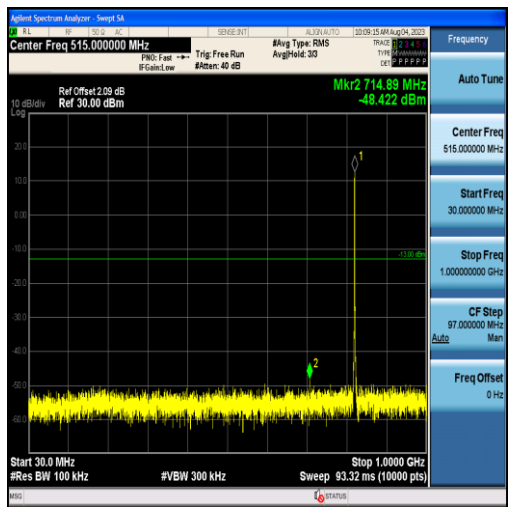 Agilent Spectrum Analyzer - Swept SA
RL RF 50 Ω AC SENSE:INT ALIGN AUTO 10:09:15 AM Aug 04, 2023
Center Freq 515.000000 MHz #Avg Type: RMS TRACE 1 2 3 4 5 6
PNO: Fast Trig: Free Run Avg|Hold: 3/3 TYPE
IFGain:Low #Atten: 40 dB DET P P P P P P
Mkr2 714.89 MHz
-48.422 dBm
Ref Offset 2.09 dB
10 dB/div Ref 30.00 dBm
Log
20.0
10.0
0.00
-10.0
-20.0
-30.0
-40.0
-50.0
-60.0
1
-13.00 dBm
2
Start 30.0 MHz Stop 1.0000 GHz
#Res BW 100 kHz #VBW 300 kHz Sweep 93.32 ms (10000 pts)
MSG STATUS
Frequency
Auto Tune
Center Freq
515.000000 MHz
Start Freq
30.000000 MHz
Stop Freq
1.000000000 GHz
CF Step
97.000000 MHz
Auto Man
Freq Offset
0 Hz